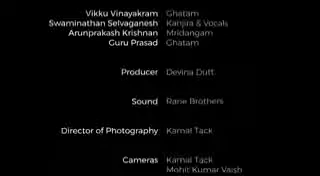 Vikku Vinayakram Ghatam
Swaminathan Selvaganesh Kanjira & Vocals
Arunprakash Krishnan Mridangam
Guru Prasad Ghatam
Producer Devina Dutt
Sound Rane Brothers
Director of Photography Kamal Tack
Cameras Kamal Tack
Mohit Kumar Vaish